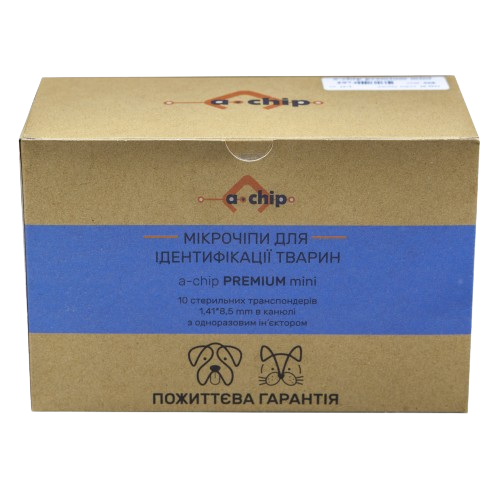 a-chip
a-chip
МІКРОЧІПИ ДЛЯ
ІДЕНТИФІКАЦІЇ ТВАРИН
a-chip PREMIUM mini
10 стерильних транспондерів
1,41*8,5 mm в канюлі
з одноразовим ін'єктором
ПОЖИТТЄВА ГАРАНТІЯ